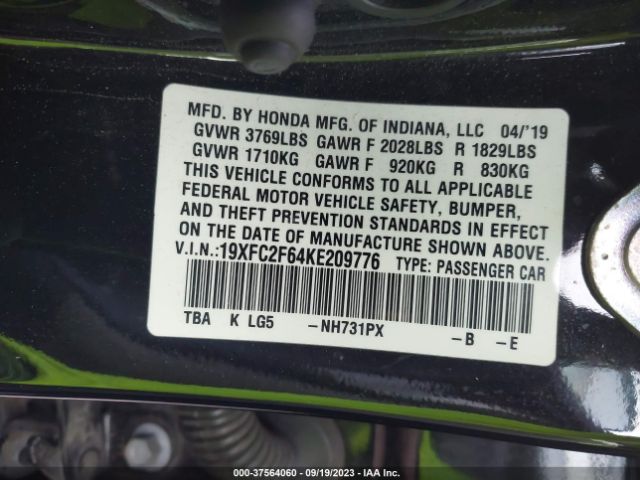 MFD. BY HONDA MFG. OF INDIANA, LLC 04/'19
GVWR 3769LBS GAWR F 2028LBS R 1829LBS
GVWR 1710KG GAWR F 920KG R 830KG
THIS VEHICLE CONFORMS TO ALL APPLICABLE
FEDERAL MOTOR VEHICLE SAFETY, BUMPER,
AND THEFT PREVENTION STANDARDS IN EFFECT
ON THE DATE OF MANUFACTURE SHOWN ABOVE.
V.I.N.:19XFC2F64KE209776 TYPE: PASSENGER CAR
TBA K LG5 -NH731PX -B -E
000-37564060 - 09/19/2023 - IAA Inc.